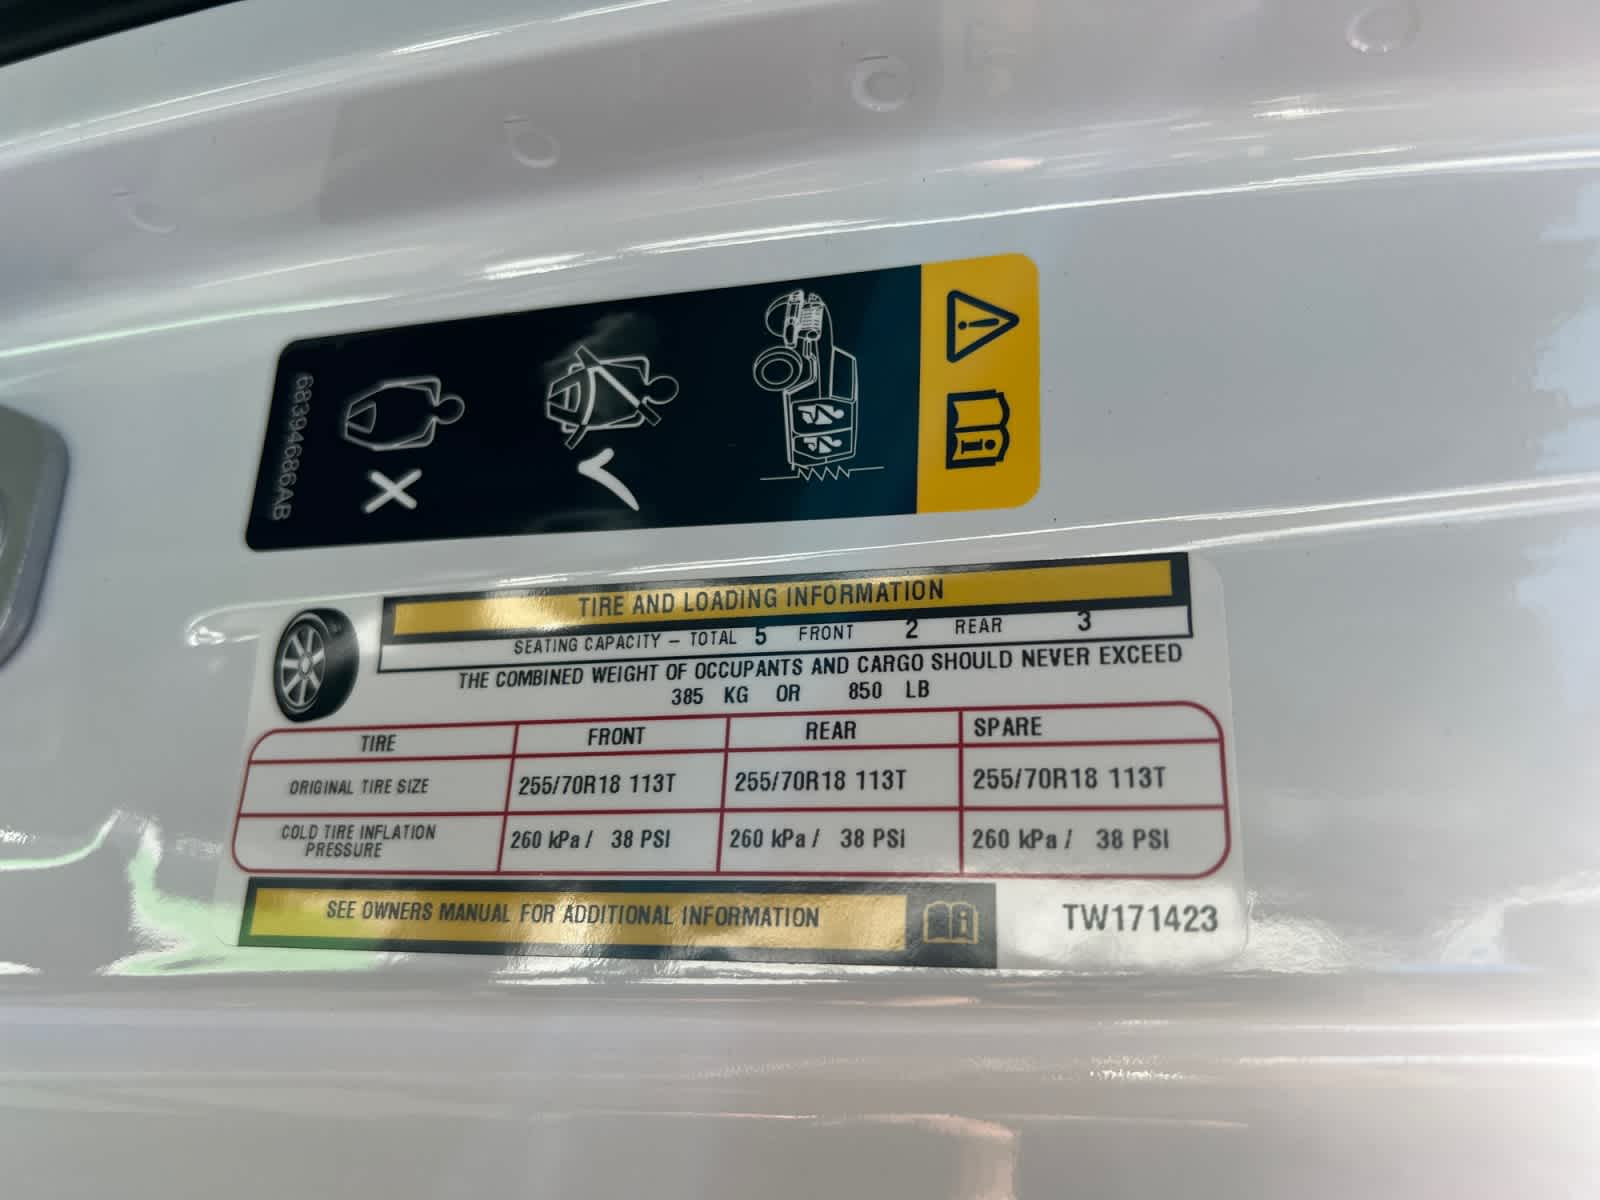 68394686AB
TIRE AND LOADING INFORMATION
SEATING CAPACITY – TOTAL 5 FRONT 2 REAR 3
THE COMBINED WEIGHT OF OCCUPANTS AND CARGO SHOULD NEVER EXCEED
385 KG OR 850 LB
TIRE FRONT REAR SPARE
ORIGINAL TIRE SIZE 255/70R18 113T 255/70R18 113T 255/70R18 113T
COLD TIRE INFLATION
PRESSURE 260 kPa / 38 PSI 260 kPa / 38 PSi 260 kPa / 38 PSI
SEE OWNERS MANUAL FOR ADDITIONAL INFORMATION
TW171423